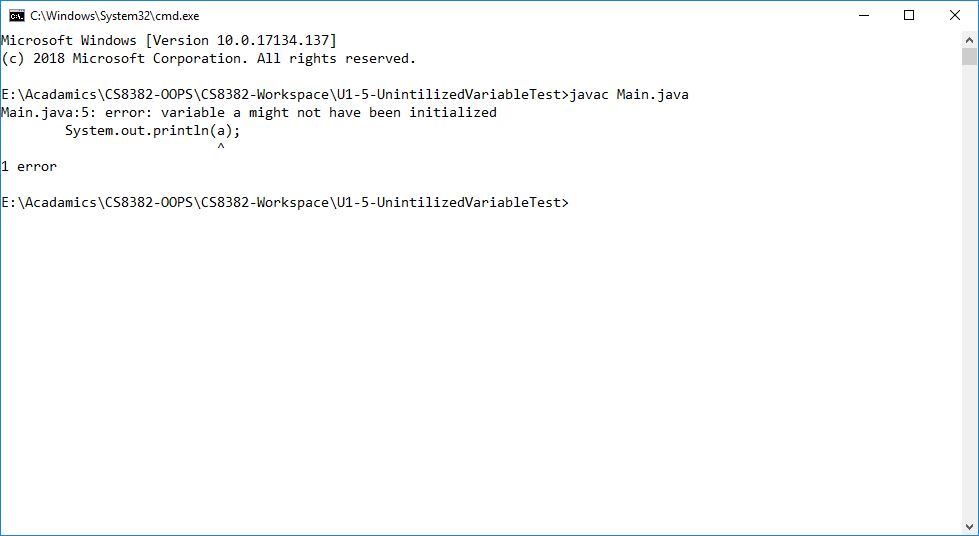 C:\Windows\System32\cmd.exe
Microsoft Windows [Version 10.0.17134.137]
(c) 2018 Microsoft Corporation. All rights reserved.
E:\Acadamics\CS8382-OOPS\CS8382-Workspace\U1-5-UnintilizedVariableTest>javac Main.java
Main.java:5: error: variable a might not have been initialized
        System.out.println(a);
                           ^
1 error
E:\Acadamics\CS8382-OOPS\CS8382-Workspace\U1-5-UnintilizedVariableTest>